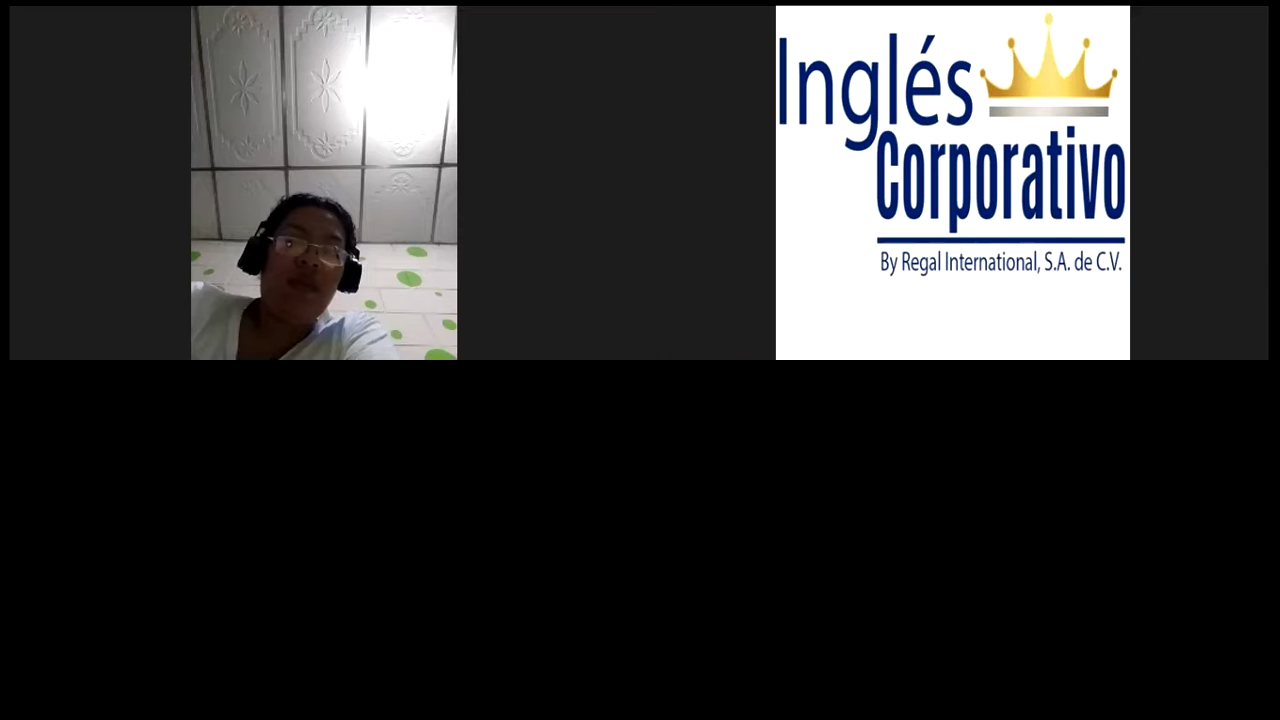 Inglés
Corporativo
By Regal International, S.A. de C.V.